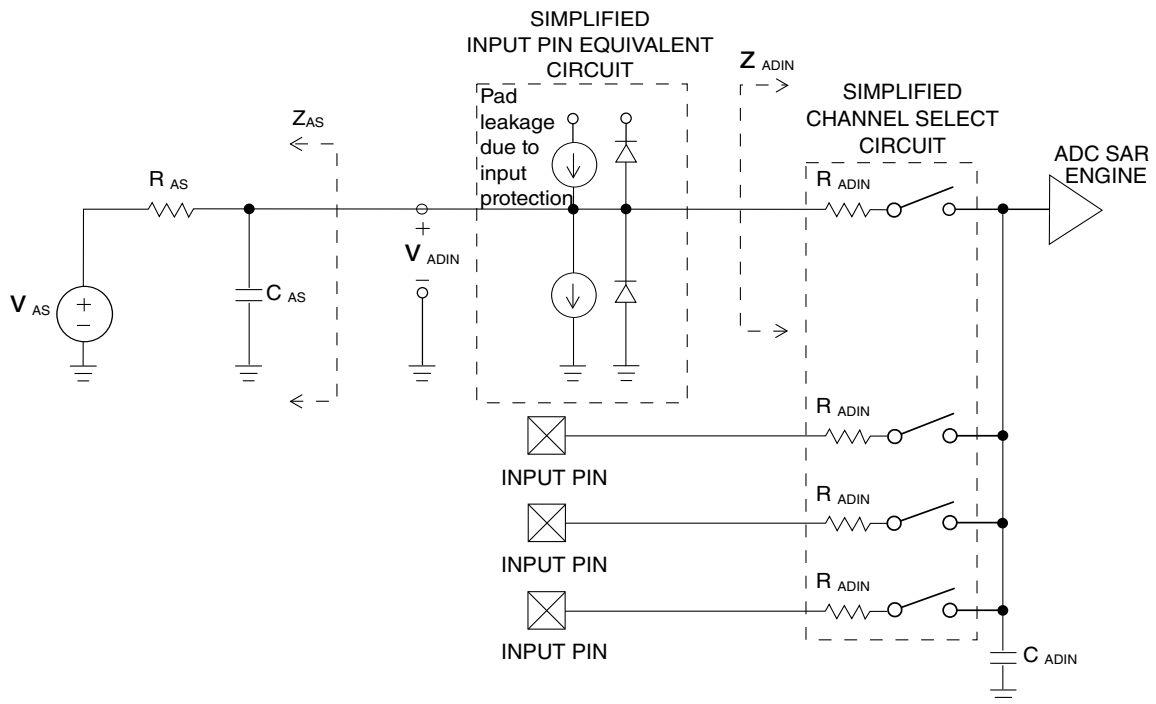 SIMPLIFIED
INPUT PIN EQUIVALENT
CIRCUIT
Pad
leakage
due to
input
protection
Z ADIN
SIMPLIFIED
CHANNEL SELECT
CIRCUIT
ADC SAR
ENGINE
Z AS
R AS
R ADIN
+
V ADIN
–
C AS
V AS
+
–
R ADIN
INPUT PIN
R ADIN
INPUT PIN
R ADIN
INPUT PIN
C ADIN